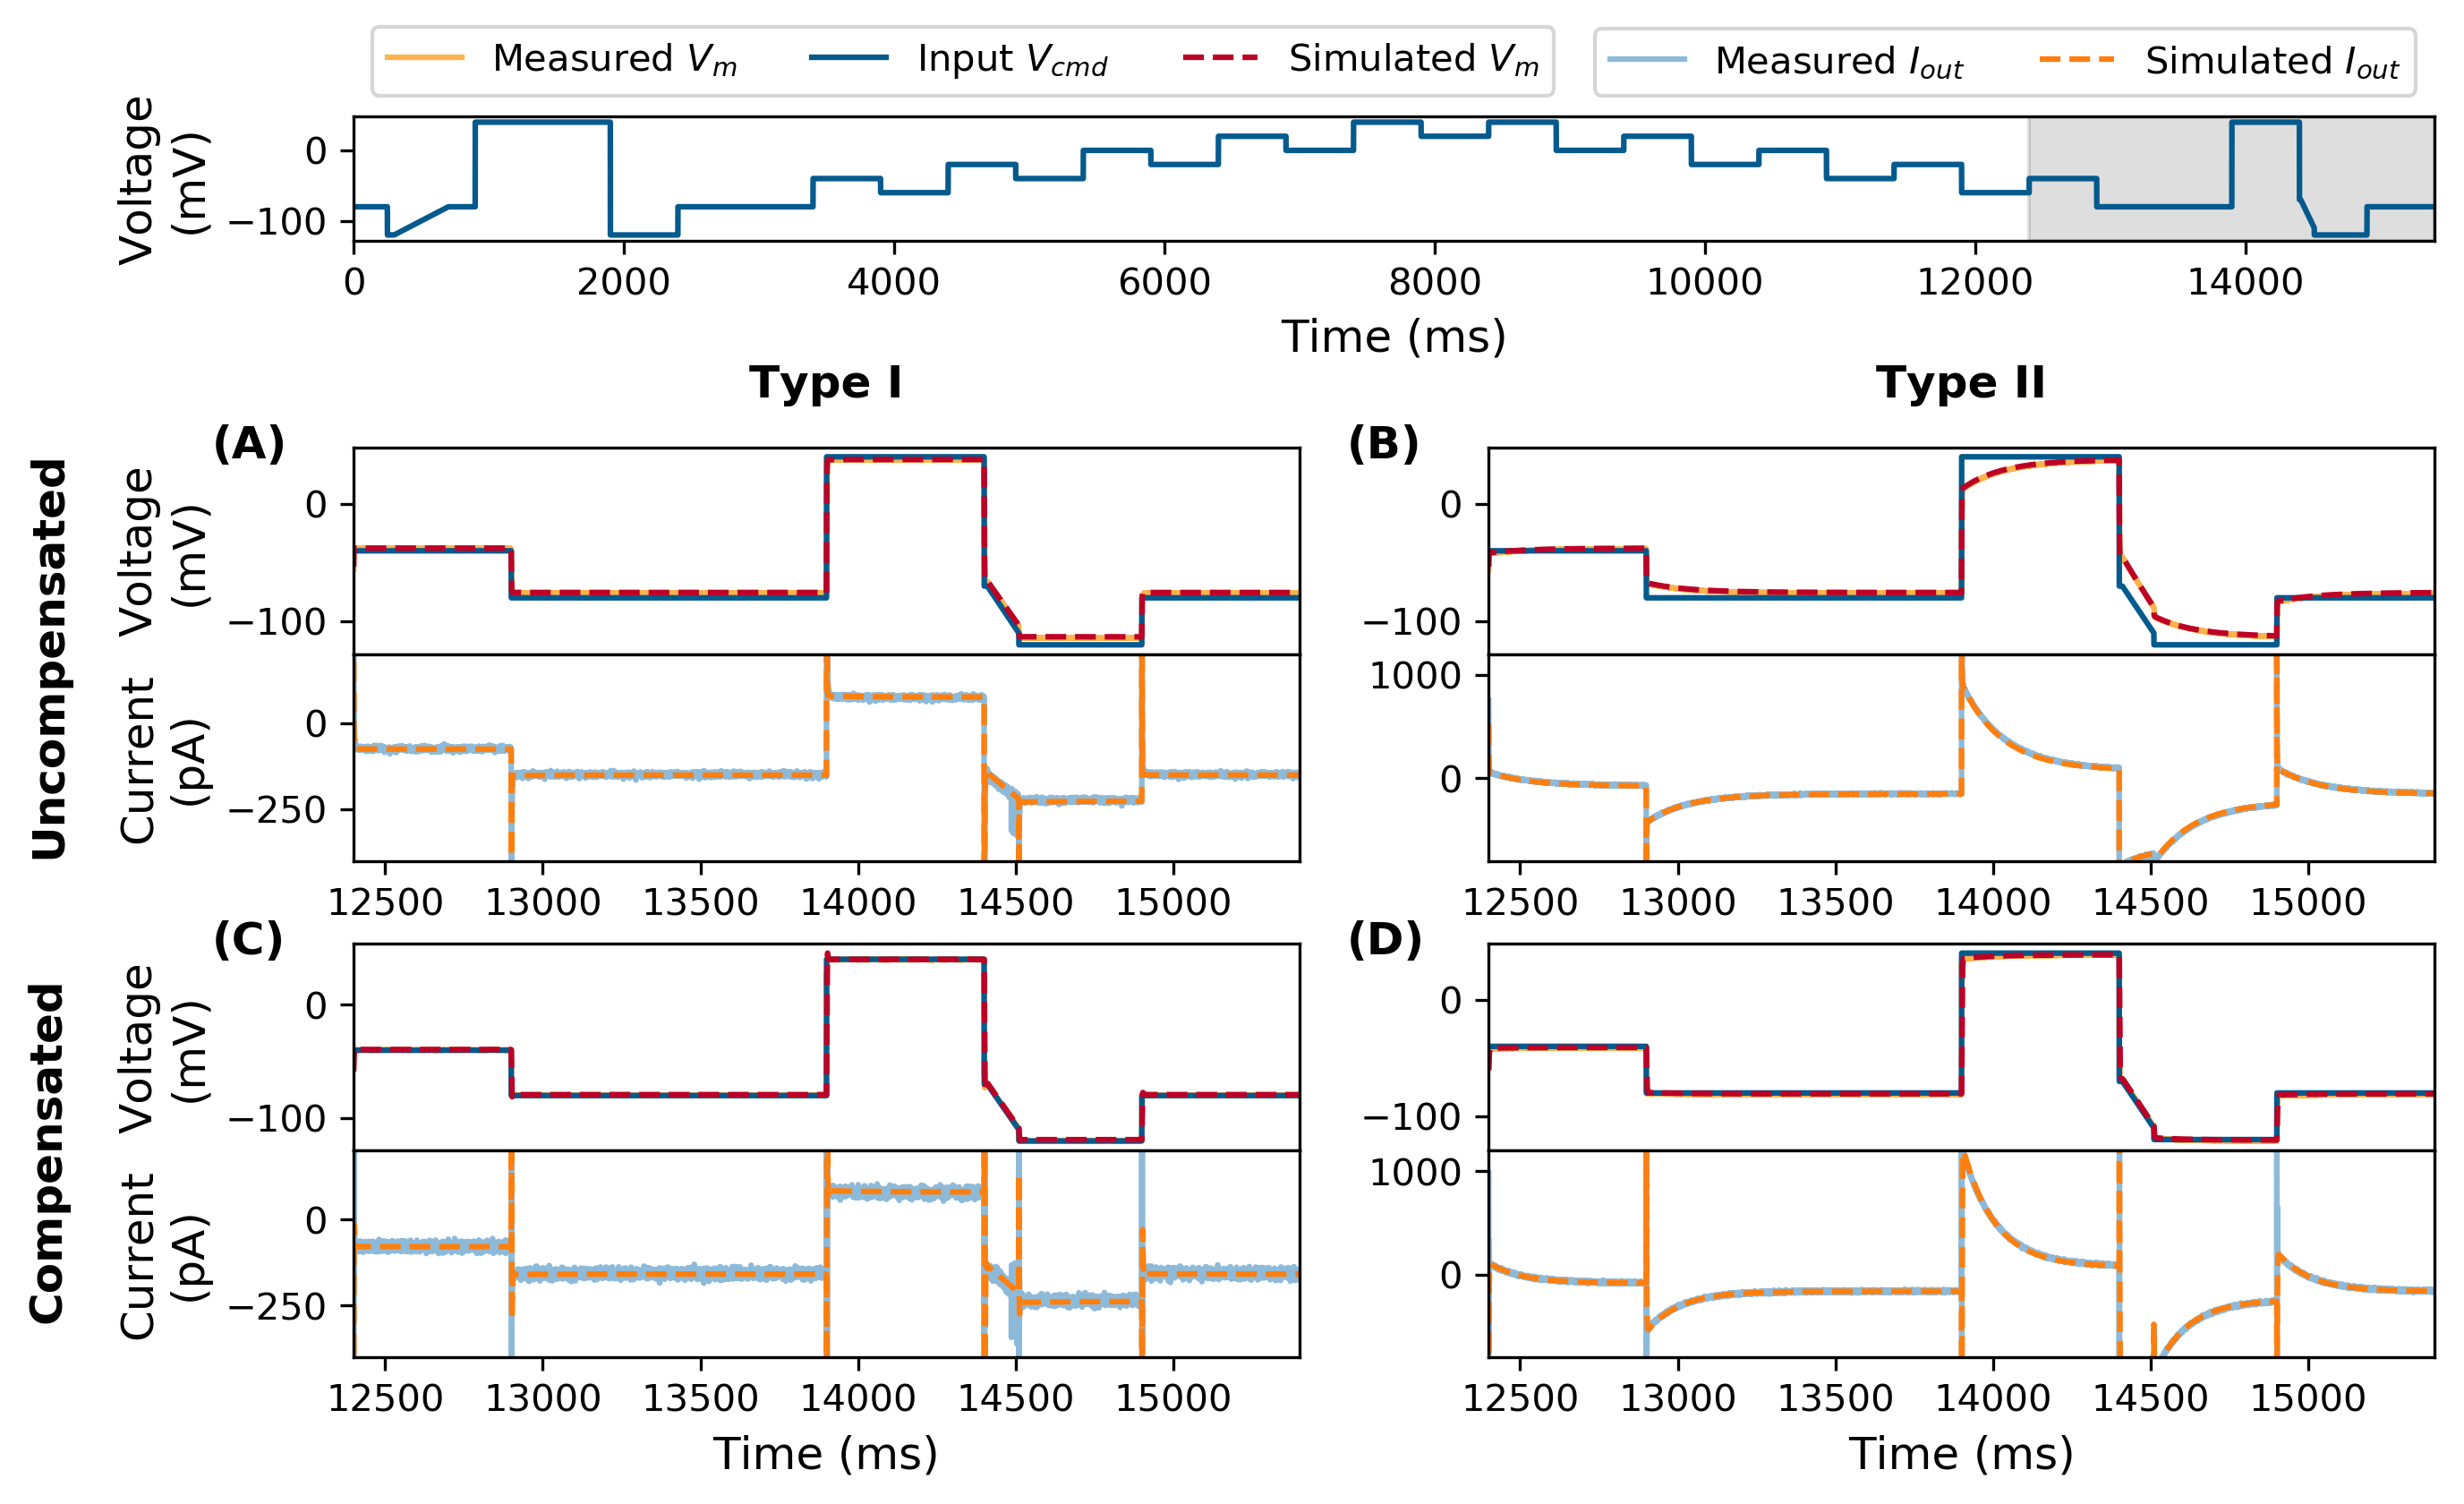 Measured V_m Input V_cmd Simulated V_m Measured I_out Simulated I_out
Voltage
(mV)
0
−100
0 2000 4000 6000 8000 10000 12000 14000
Time (ms)
Type I Type II
Uncompensated
(A)
Voltage
(mV)
0
−100
Current
(pA)
0
−250
12500 13000 13500 14000 14500 15000
(B)
0
−100
1000
0
12500 13000 13500 14000 14500 15000
Compensated
(C)
Voltage
(mV)
0
−100
Current
(pA)
0
−250
12500 13000 13500 14000 14500 15000
Time (ms)
(D)
0
−100
1000
0
12500 13000 13500 14000 14500 15000
Time (ms)